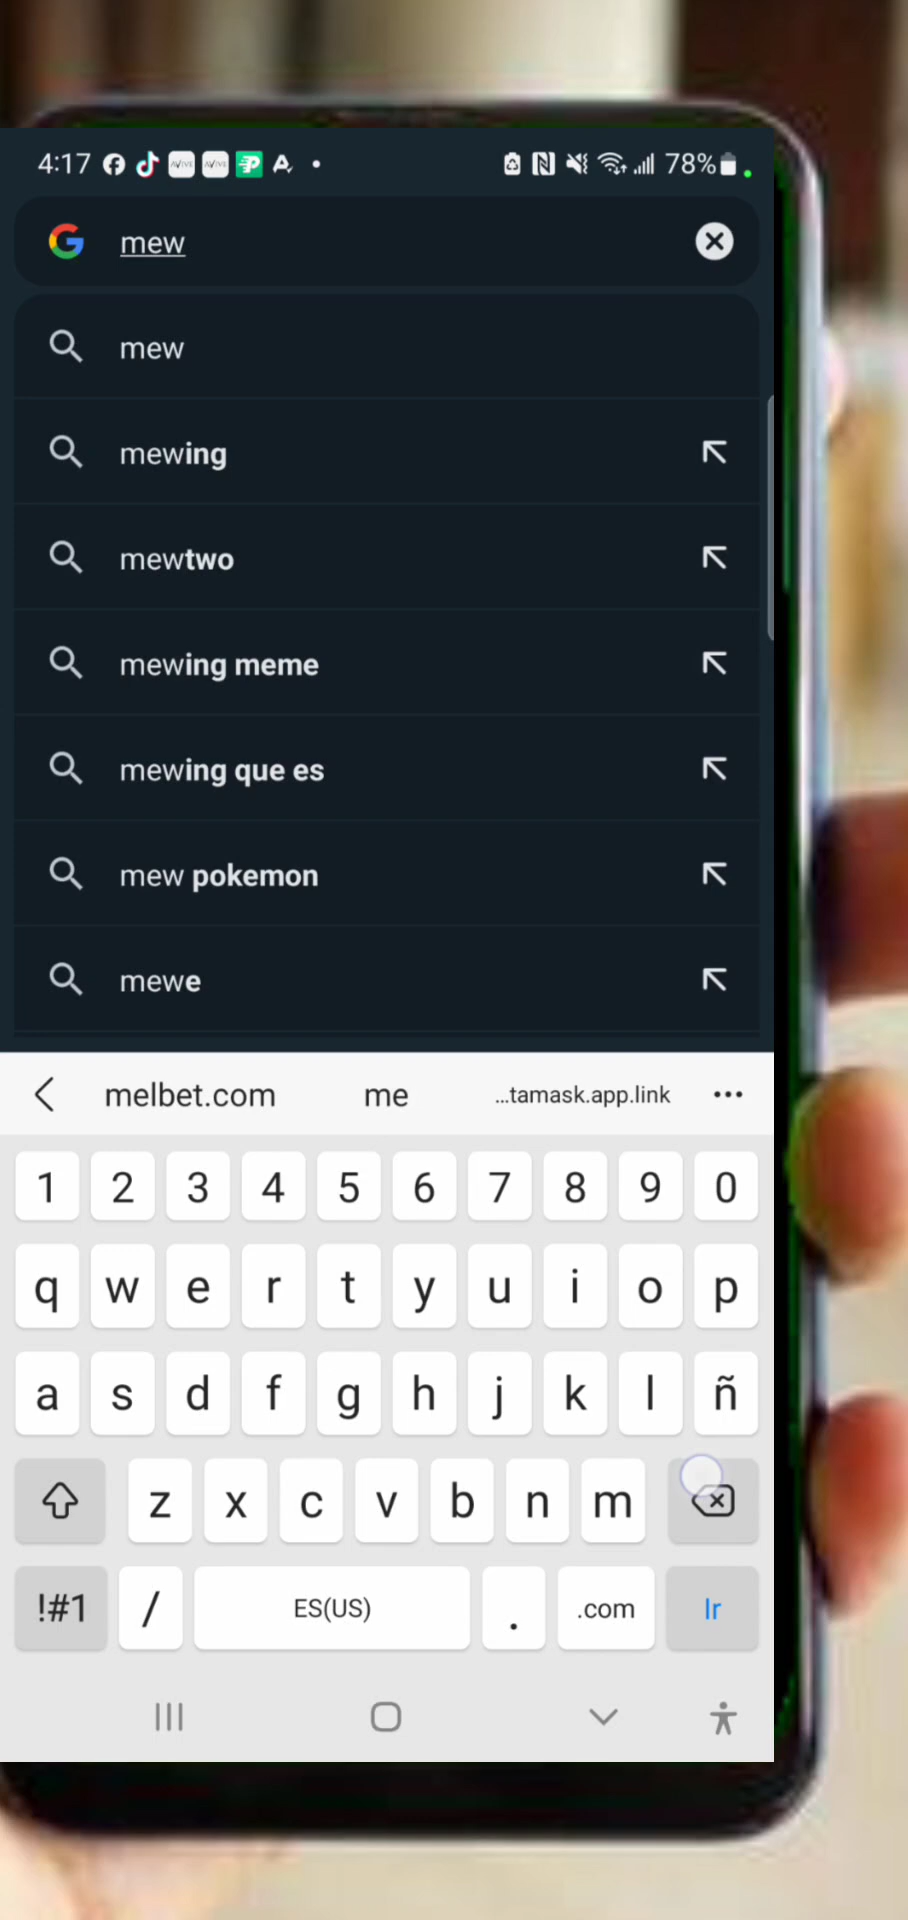 4:17 78%
mew
mew
mewing
mewtwo
mewing meme
mewing que es
mew pokemon
mewe
melbet.com me ...tamask.app.link
1 2 3 4 5 6 7 8 9 0
q w e r t y u i o p
a s d f g h j k l ñ
z x c v b n m
!#1 / ES(US) . .com Ir